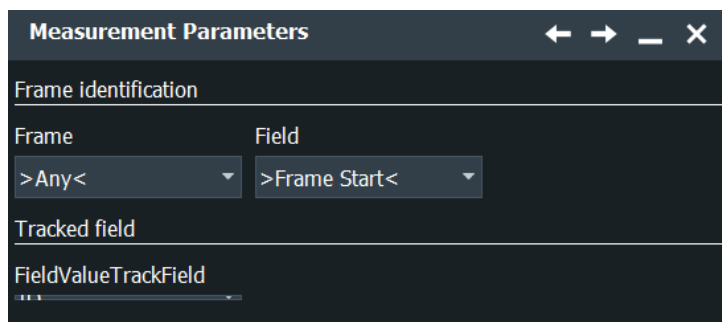 Measurement Parameters
Frame identification
Frame Field
>Any< >Frame Start<
Tracked field
FieldValueTrackField